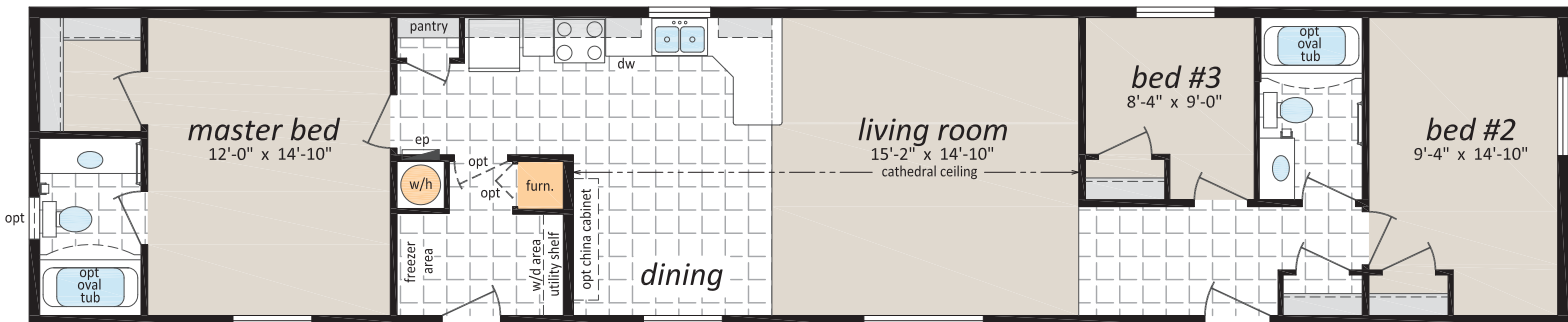 opt
opt
oval
tub
master bed
12'-0" x 14'-10"
pantry
dw
ep
w/h
opt
opt
furn.
freezer
area
w/d area
utility shelf
opt china cabinet
dining
living room
15'-2" x 14'-10"
cathedral ceiling
bed #3
8'-4" x 9'-0"
opt
oval
tub
bed #2
9'-4" x 14'-10"